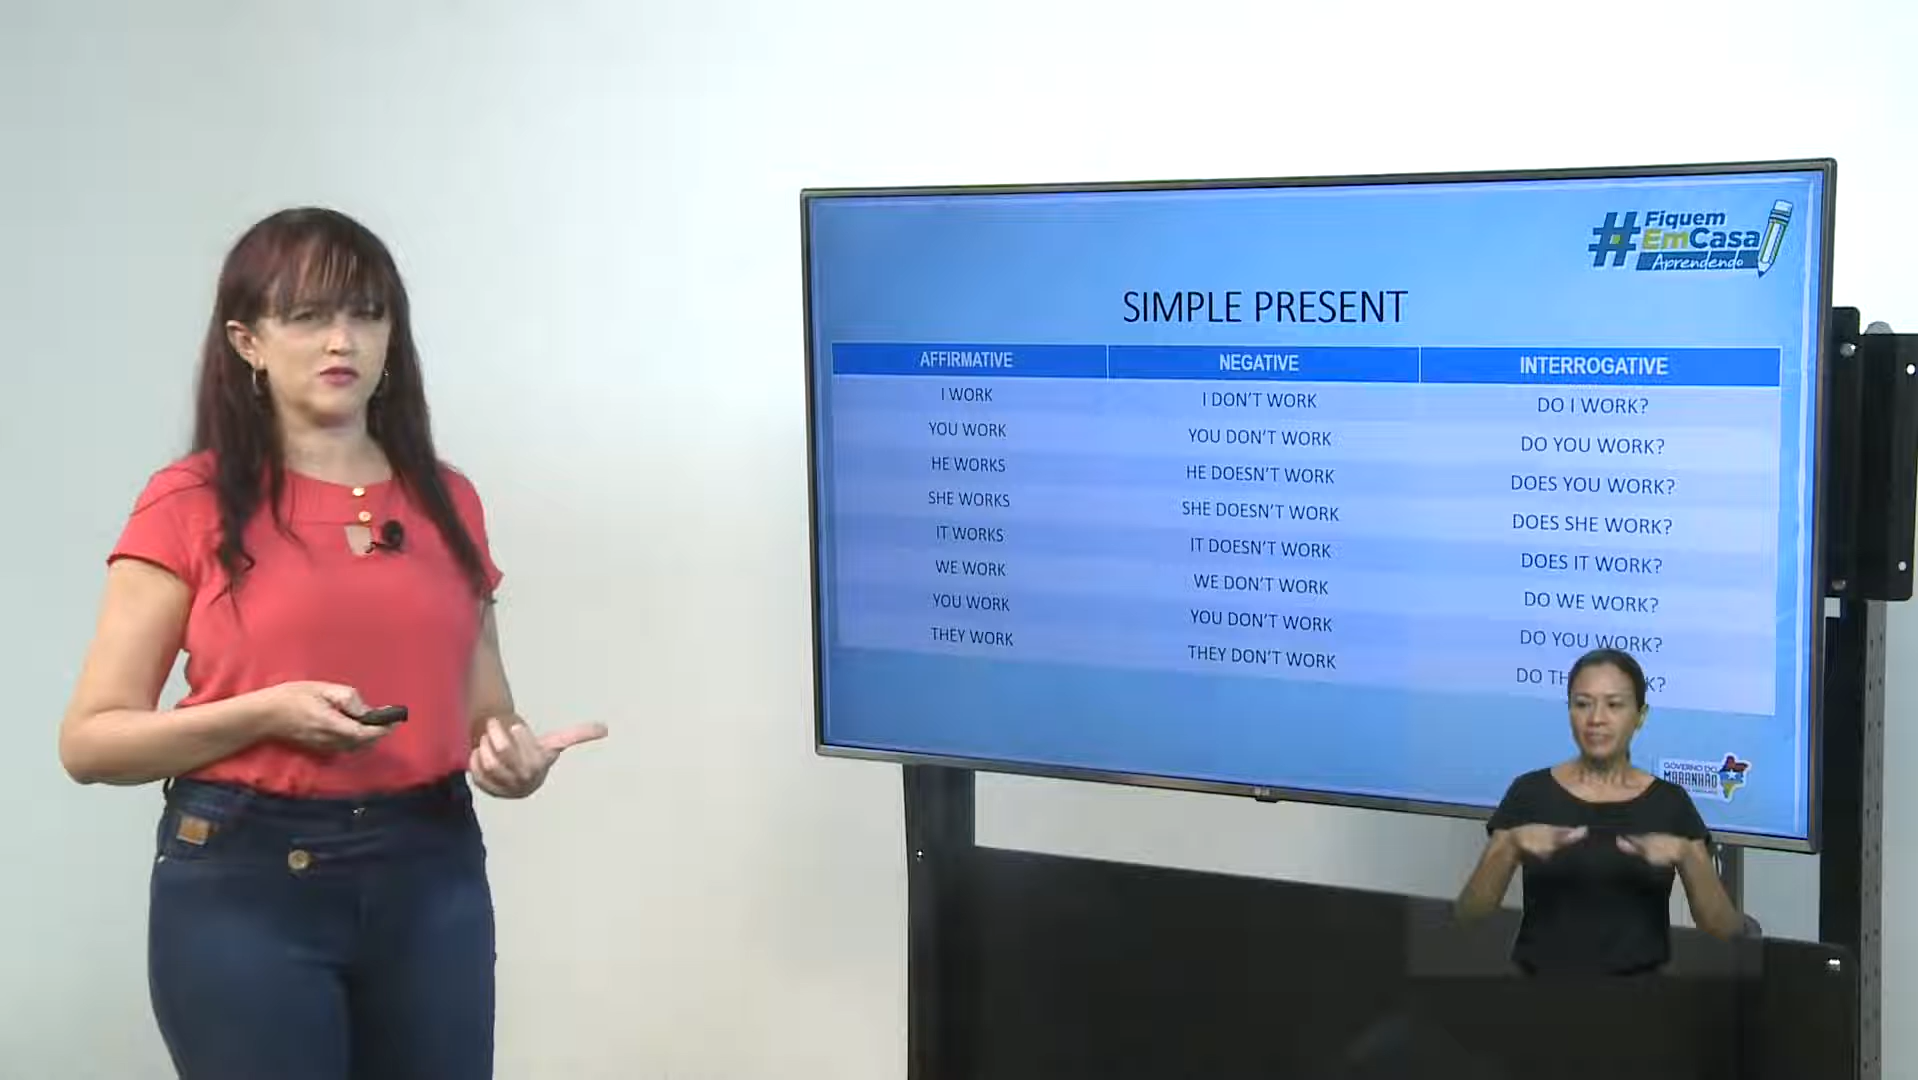 #Fiquem
EmCasa
Aprendendo
SIMPLE PRESENT
AFFIRMATIVE NEGATIVE INTERROGATIVE
I WORK I DON'T WORK DO I WORK?
YOU WORK YOU DON'T WORK DO YOU WORK?
HE WORKS HE DOESN'T WORK DOES YOU WORK?
SHE WORKS SHE DOESN'T WORK DOES SHE WORK?
IT WORKS IT DOESN'T WORK DOES IT WORK?
WE WORK WE DON'T WORK DO WE WORK?
YOU WORK YOU DON'T WORK DO YOU WORK?
THEY WORK THEY DON'T WORK DO
GOVERNO DO
MARANHÃO